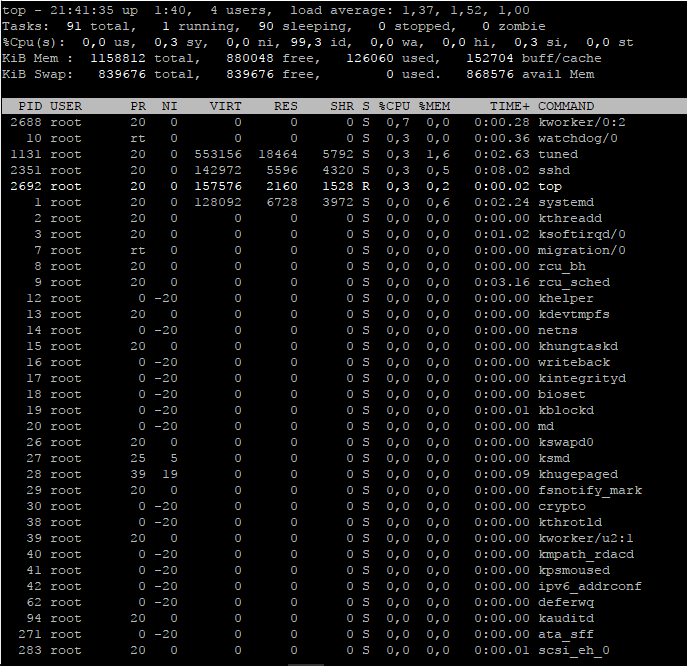 top - 21:41:35 up  1:40,  4 users,  load average: 1,37, 1,52, 1,00
Tasks:  91 total,   1 running,  90 sleeping,   0 stopped,   0 zombie
%Cpu(s):  0,0 us,  0,3 sy,  0,0 ni, 99,3 id,  0,0 wa,  0,0 hi,  0,3 si,  0,0 st
KiB Mem :  1158812 total,   880048 free,   126060 used,   152704 buff/cache
KiB Swap:   839676 total,   839676 free,        0 used.   868576 avail Mem
PID USER      PR  NI    VIRT    RES    SHR S %CPU %MEM     TIME+ COMMAND
2688 root      20   0       0      0      0 S  0,7  0,0   0:00.28 kworker/0:2
10 root      rt   0       0      0      0 S  0,3  0,0   0:00.36 watchdog/0
1131 root      20   0  553156  18464   5792 S  0,3  1,6   0:02.63 tuned
2351 root      20   0  142972   5596   4320 S  0,3  0,5   0:08.02 sshd
2692 root      20   0  157576   2160   1528 R  0,3  0,2   0:00.02 top
1 root      20   0  128092   6728   3972 S  0,0  0,6   0:02.24 systemd
2 root      20   0       0      0      0 S  0,0  0,0   0:00.00 kthreadd
3 root      20   0       0      0      0 S  0,0  0,0   0:01.02 ksoftirqd/0
7 root      rt   0       0      0      0 S  0,0  0,0   0:00.00 migration/0
8 root      20   0       0      0      0 S  0,0  0,0   0:00.00 rcu_bh
9 root      20   0       0      0      0 S  0,0  0,0   0:03.16 rcu_sched
12 root       0 -20       0      0      0 S  0,0  0,0   0:00.00 khelper
13 root      20   0       0      0      0 S  0,0  0,0   0:00.00 kdevtmpfs
14 root       0 -20       0      0      0 S  0,0  0,0   0:00.00 netns
15 root      20   0       0      0      0 S  0,0  0,0   0:00.00 khungtaskd
16 root       0 -20       0      0      0 S  0,0  0,0   0:00.00 writeback
17 root       0 -20       0      0      0 S  0,0  0,0   0:00.00 kintegrityd
18 root       0 -20       0      0      0 S  0,0  0,0   0:00.00 bioset
19 root       0 -20       0      0      0 S  0,0  0,0   0:00.01 kblockd
20 root       0 -20       0      0      0 S  0,0  0,0   0:00.00 md
26 root      20   0       0      0      0 S  0,0  0,0   0:00.00 kswapd0
27 root      25   5       0      0      0 S  0,0  0,0   0:00.00 ksmd
28 root      39  19       0      0      0 S  0,0  0,0   0:00.09 khugepaged
29 root      20   0       0      0      0 S  0,0  0,0   0:00.00 fsnotify_mark
30 root       0 -20       0      0      0 S  0,0  0,0   0:00.00 crypto
38 root       0 -20       0      0      0 S  0,0  0,0   0:00.00 kthrotld
39 root      20   0       0      0      0 S  0,0  0,0   0:00.00 kworker/u2:1
40 root       0 -20       0      0      0 S  0,0  0,0   0:00.00 kmpath_rdacd
41 root       0 -20       0      0      0 S  0,0  0,0   0:00.00 kpsmoused
42 root       0 -20       0      0      0 S  0,0  0,0   0:00.00 ipv6_addrconf
62 root       0 -20       0      0      0 S  0,0  0,0   0:00.00 deferwq
94 root      20   0       0      0      0 S  0,0  0,0   0:00.00 kauditd
271 root       0 -20       0      0      0 S  0,0  0,0   0:00.00 ata_sff
283 root      20   0       0      0      0 S  0,0  0,0   0:00.01 scsi_eh_0